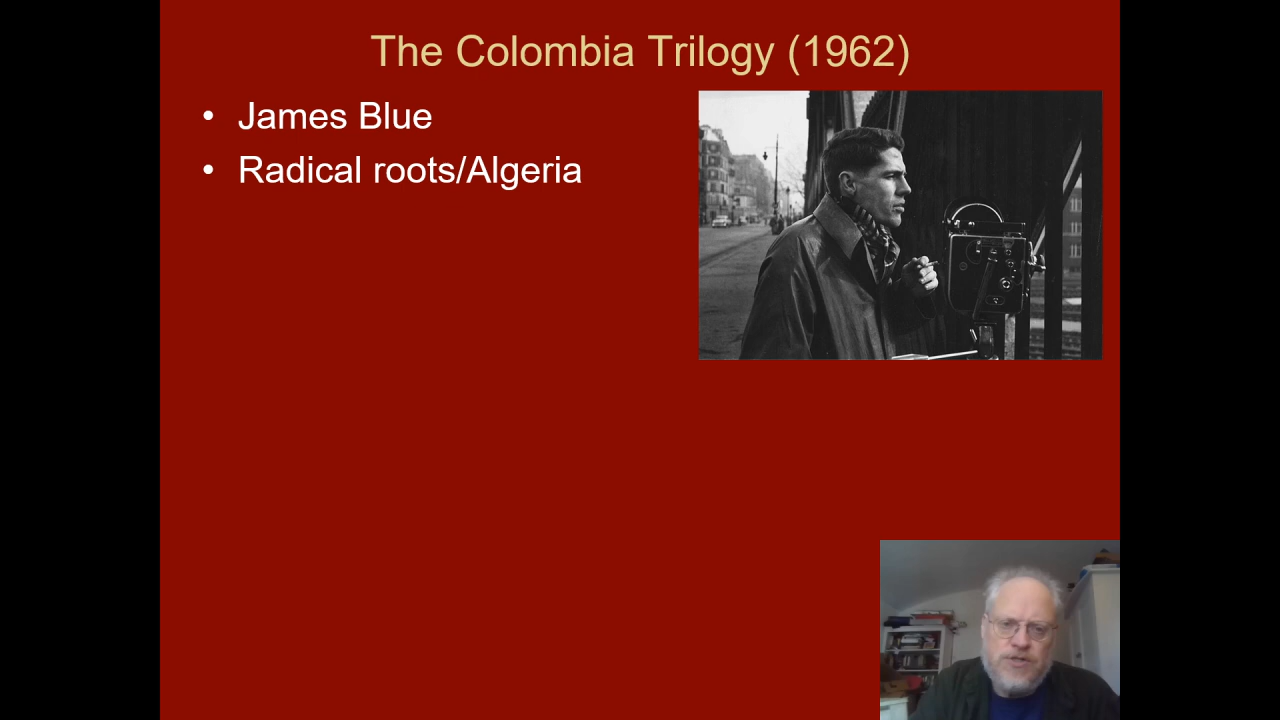 The Colombia Trilogy (1962)
• James Blue
• Radical roots/Algeria